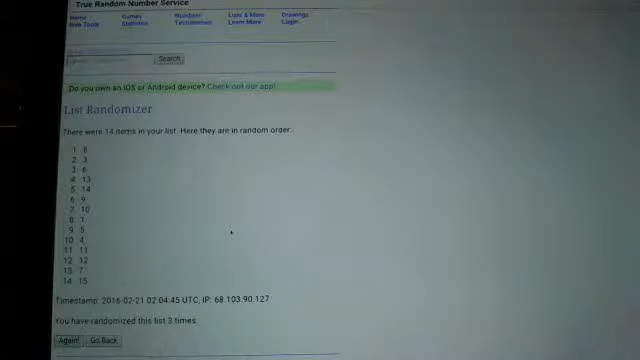 True Random Number Service
Home Games Numbers Lists & More Drawings
Web Tools Statistics Testimonials Learn More Login
Search
Do you own an iOS or Android device? Check out our app!
List Randomizer
There were 14 items in your list. Here they are in random order:
1. 8
2. 3
3. 6
4. 13
5. 14
6. 9
7. 10
8. 1
9. 5
10. 4
11. 11
12. 12
13. 7
14. 15
Timestamp: 2016-02-21 02:04:45 UTC, IP: 68.103.90.127
You have randomized this list 3 times.
Again! Go Back